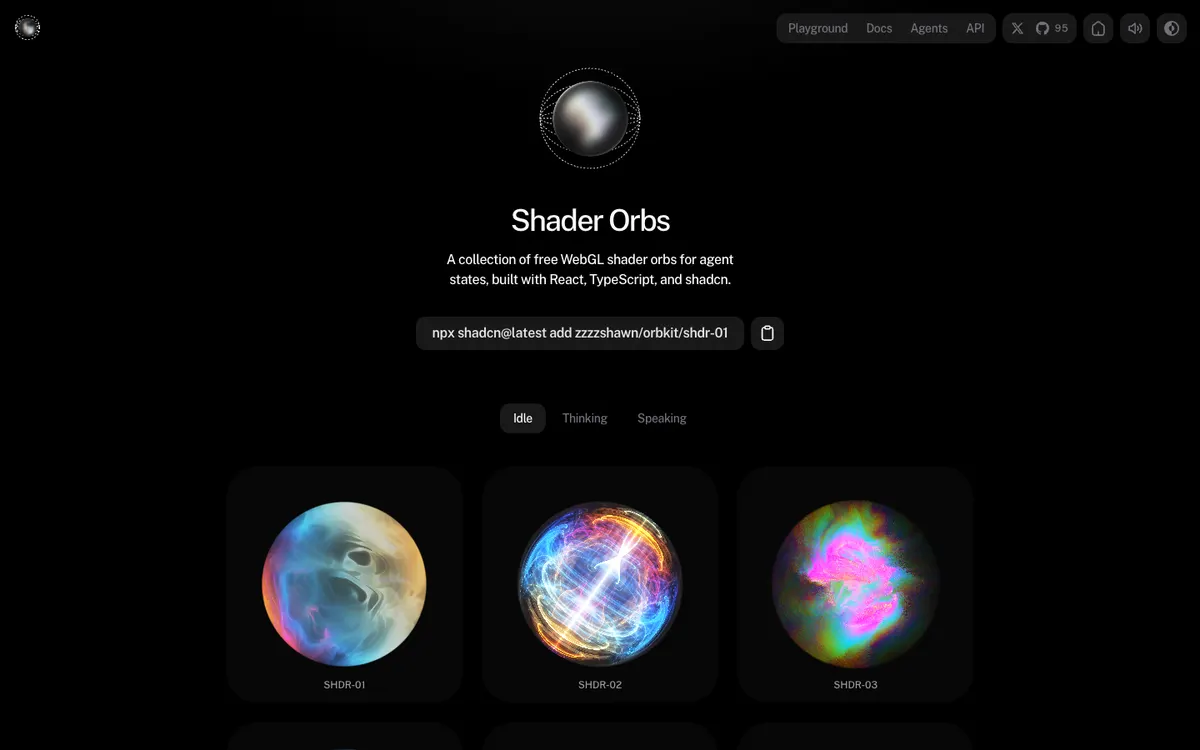 Playground Docs Agents API 95
Shader Orbs
A collection of free WebGL shader orbs for agent
states, built with React, TypeScript, and shadcn.
npx shadcn@latest add zzzzshawn/orbkit/shdr-01
Idle Thinking Speaking
SHDR-01 SHDR-02 SHDR-03